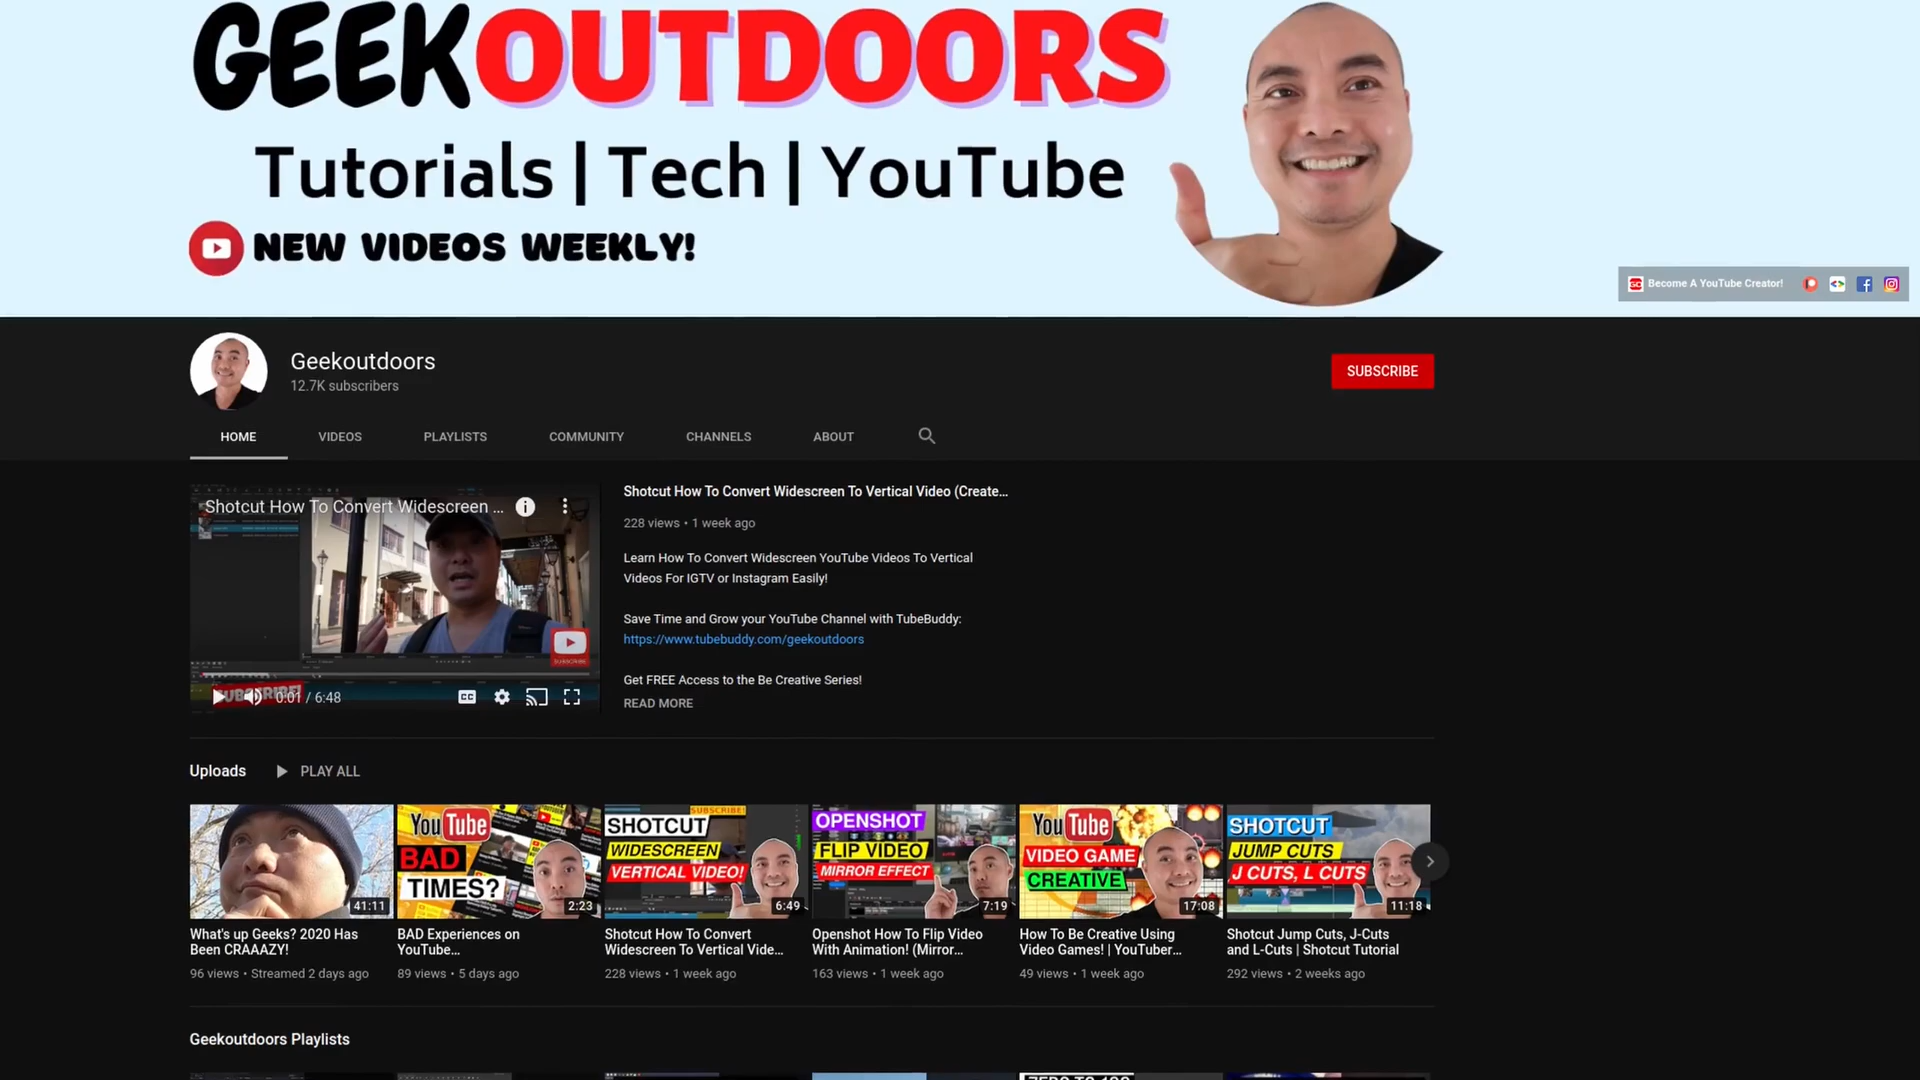 GEEKOUTDOORS
Tutorials | Tech | YouTube
NEW VIDEOS WEEKLY!
GO Become A YouTube Creator!
Geekoutdoors
12.7K subscribers
SUBSCRIBE
HOME VIDEOS PLAYLISTS COMMUNITY CHANNELS ABOUT
Shotcut How To Convert Widescreen ...
SUBSCRIBE
SUBSCRIBE!
0:01 / 6:48
CC
Shotcut How To Convert Widescreen To Vertical Video (Create...
228 views • 1 week ago
Learn How To Convert Widescreen YouTube Videos To Vertical
Videos For IGTV or Instagram Easily!
Save Time and Grow your YouTube Channel with TubeBuddy:
https://www.tubebuddy.com/geekoutdoors
Get FREE Access to the Be Creative Series!
READ MORE
Uploads PLAY ALL
41:11
What's up Geeks? 2020 Has
Been CRAAAZY!
96 views • Streamed 2 days ago
YouTube
BAD
TIMES?
2:23
BAD Experiences on
YouTube...
89 views • 5 days ago
SUBSCRIBE!
SHOTCUT
WIDESCREEN
VERTICAL VIDEO!
6:49
Shotcut How To Convert
Widescreen To Vertical Vide...
228 views • 1 week ago
OPENSHOT
FLIP VIDEO
MIRROR EFFECT
7:19
Openshot How To Flip Video
With Animation! (Mirror...
163 views • 1 week ago
YouTube
VIDEO GAME
CREATIVE
17:08
How To Be Creative Using
Video Games! | YouTuber...
49 views • 1 week ago
SHOTCUT
JUMP CUTS
J CUTS, L CUTS
11:18
Shotcut Jump Cuts, J-Cuts
and L-Cuts | Shotcut Tutorial
292 views • 2 weeks ago
Geekoutdoors Playlists